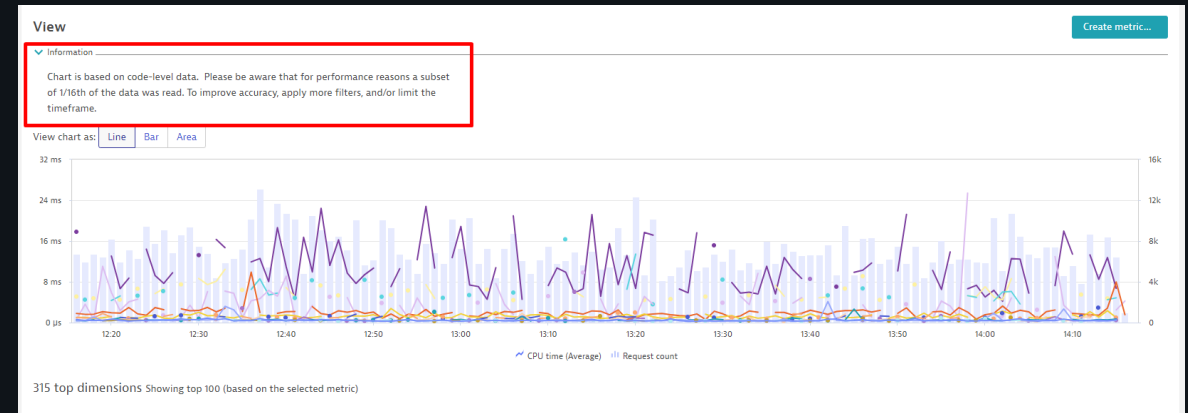 View
Create metric...
Information
Chart is based on code-level data. Please be aware that for performance reasons a subset
of 1/16th of the data was read. To improve accuracy, apply more filters, and/or limit the
timeframe.
View chart as: Line Bar Area
32 ms 16k
24 ms 12k
16 ms 8k
8 ms 4k
0 µs 0
12:20 12:30 12:40 12:50 13:00 13:10 13:20 13:30 13:40 13:50 14:00 14:10
CPU time (Average) Request count
315 top dimensions Showing top 100 (based on the selected metric)